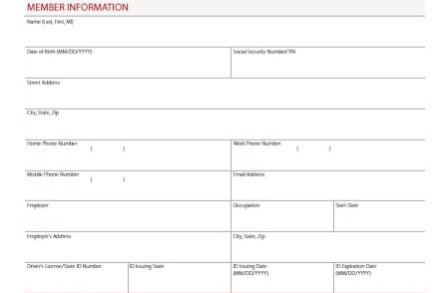 MEMBER INFORMATION
Name (Last, First, MI)
Date of Birth (MM/DD/YYYY) Social Security Number/TIN
Street Address
City, State, Zip
Home Phone Number ( ) Work Phone Number ( )
Mobile Phone Number ( ) Email Address
Employer Occupation Start Date
Employer's Address City, State, Zip
Driver's License/State ID Number ID Issuing State ID Issuing Date ID Expiration Date
(MM/DD/YYYY) (MM/DD/YYYY)